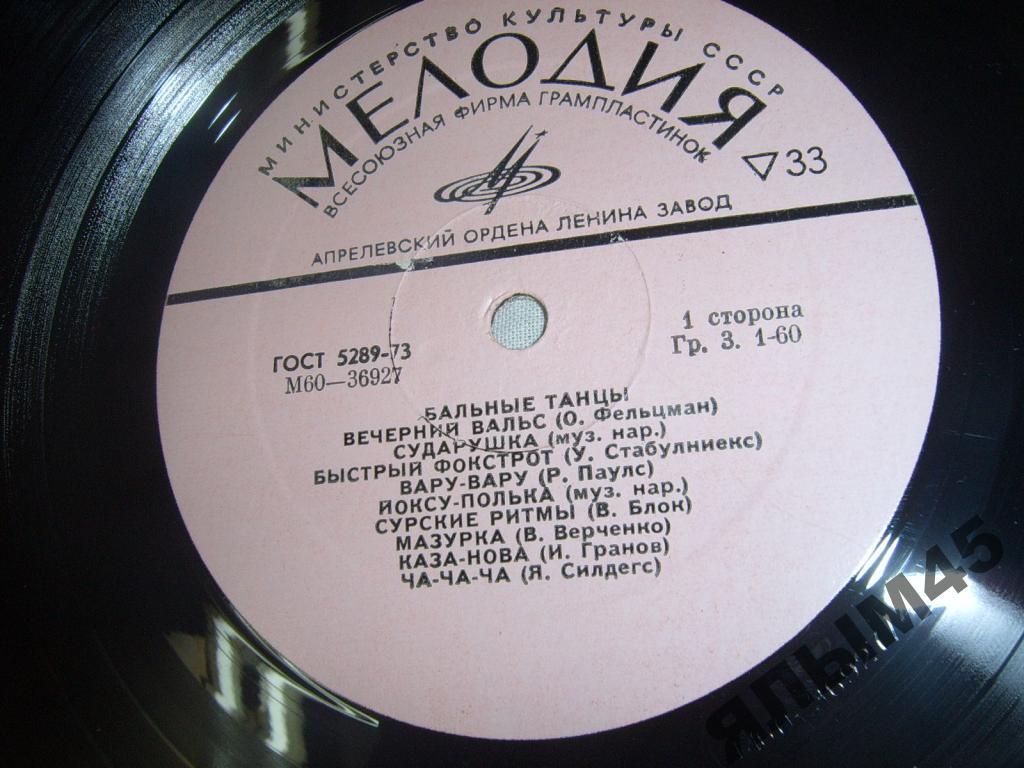 МИНИСТЕРСТВО КУЛЬТУРЫ СССР
МЕЛОДИЯ
ВСЕСОЮЗНАЯ ФИРМА ГРАМПЛАСТИНОК
33
АПРЕЛЕВСКИЙ ОРДЕНА ЛЕНИНА ЗАВОД
1 сторона
Гр. 3. 1-60
ГОСТ 5289-73
М60—36927
БАЛЬНЫЕ ТАНЦЫ
ВЕЧЕРНИЙ ВАЛЬС (О. Фельцман)
СУДАРУШКА (муз. нар.)
БЫСТРЫЙ ФОКСТРОТ (У. Стабулниекс)
ВАРУ-ВАРУ (Р. Паулс)
ЙОКСУ-ПОЛЬКА (муз. нар.)
СУРСКИЕ РИТМЫ (В. Блок)
МАЗУРКА (В. Верченко)
КАЗА-НОВА (И. Гранов)
ЧА-ЧА-ЧА (Я. Силдегс)
ЯЛЫМ45